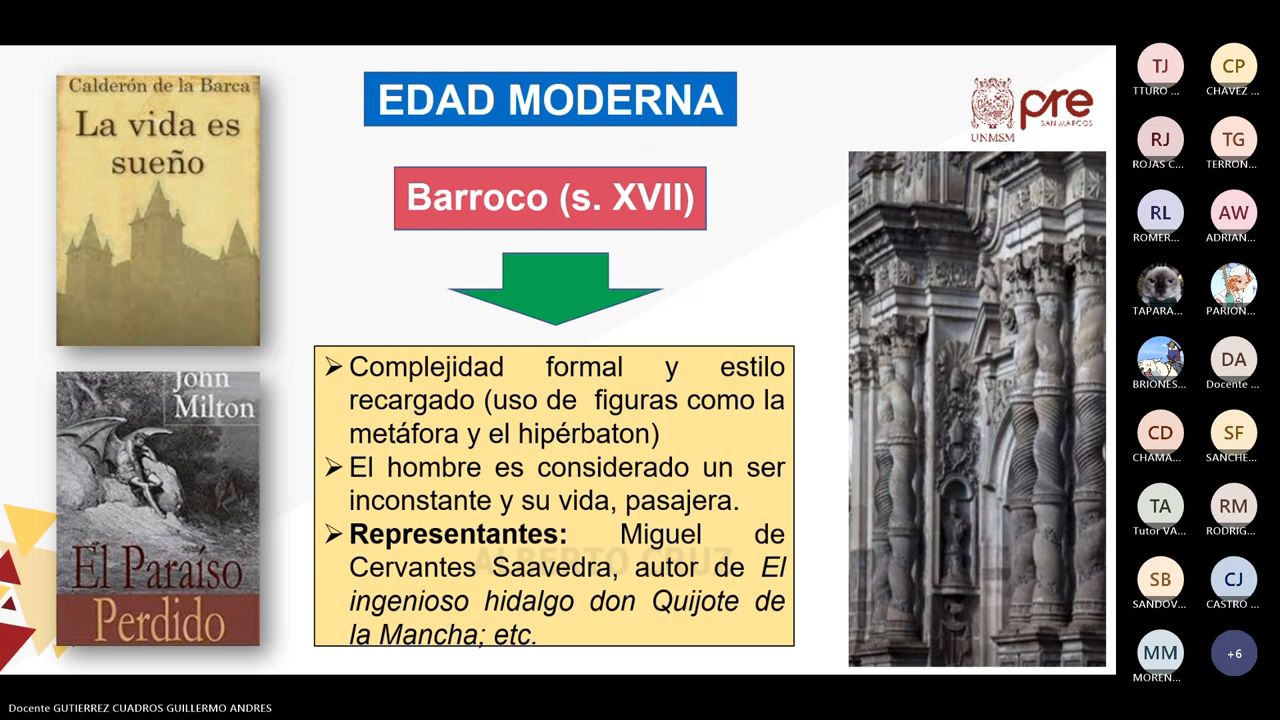 Calderón de la Barca
La vida es
sueño
John
Milton
El Paraíso
Perdido
EDAD MODERNA
Barroco (s. XVII)
➢ Complejidad formal y estilo
recargado (uso de figuras como la
metáfora y el hipérbaton)
➢ El hombre es considerado un ser
inconstante y su vida, pasajera.
➢ Representantes: Miguel de
Cervantes Saavedra, autor de El
ingenioso hidalgo don Quijote de
la Mancha; etc.
ALBERTO CRUZ
UNMSM
pre
SAN MARCOS
TJ
TTURO ...
CP
CHÁVEZ ...
RJ
ROJAS C...
TG
TERRON...
RL
ROMER...
AW
ADRIAN...
TAPARA...
PARION...
BRIONES...
DA
Docente ...
CD
CHAMA...
SF
SANCHE...
TA
Tutor VA...
RM
RODRIG...
SB
SANDOV...
CJ
CASTRO ...
MM
MOREN...
+6
Docente GUTIERREZ CUADROS GUILLERMO ANDRES